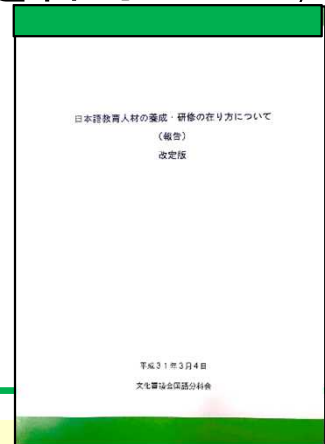 日本語教育人材の養成・研修の在り方について
（報告）
改定版
平成31年3月4日
文化審議会国語分科会